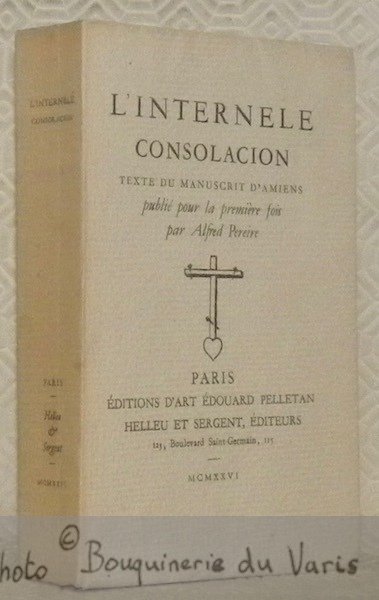 L'INTERNELE
CONSOLACION
PARIS
Helleu
&
Sergent
MCMXXVI
L'INTERNELE
CONSOLACION
TEXTE DU MANUSCRIT D'AMIENS
publié pour la première fois
par Alfred Pereire
PARIS
ÉDITIONS D'ART ÉDOUARD PELLETAN
HELLEU ET SERGENT, ÉDITEURS
125, Boulevard Saint-Germain, 125
MCMXXVI
hoto © Bouquinerie du Varis